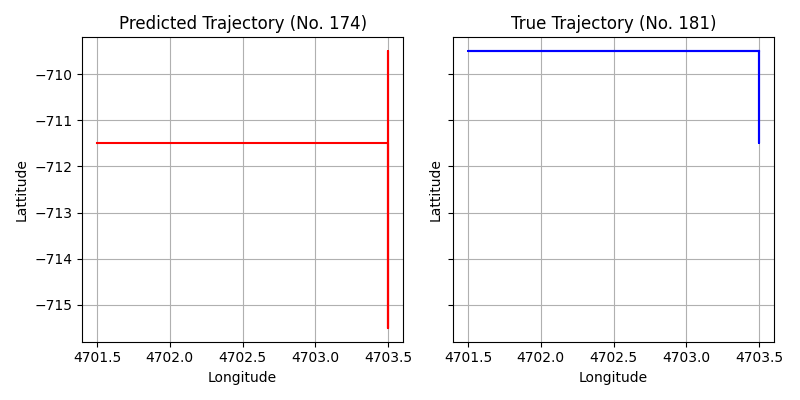 Predicted Trajectory (No. 174)
True Trajectory (No. 181)
Lattitude
−710
−711
−712
−713
−714
−715
4701.5
4702.0
4702.5
4703.0
4703.5
Longitude
Lattitude
4701.5
4702.0
4702.5
4703.0
4703.5
Longitude